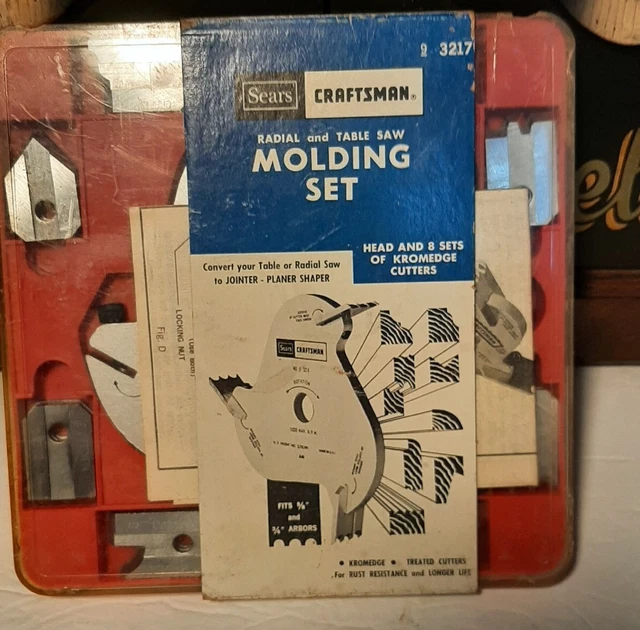 9 3217
Sears CRAFTSMAN®
RADIAL and TABLE SAW
MOLDING
SET
HEAD AND 8 SETS
OF KROMEDGE
CUTTERS
Convert your Table or Radial Saw
to JOINTER - PLANER SHAPER
Sears CRAFTSMAN
ROTATION
FITS 5/8"
and
ARBORS
• KROMEDGE • TREATED CUTTERS
For RUST RESISTANCE and LONGER LIFE
LOCKING NUT
Fig. D